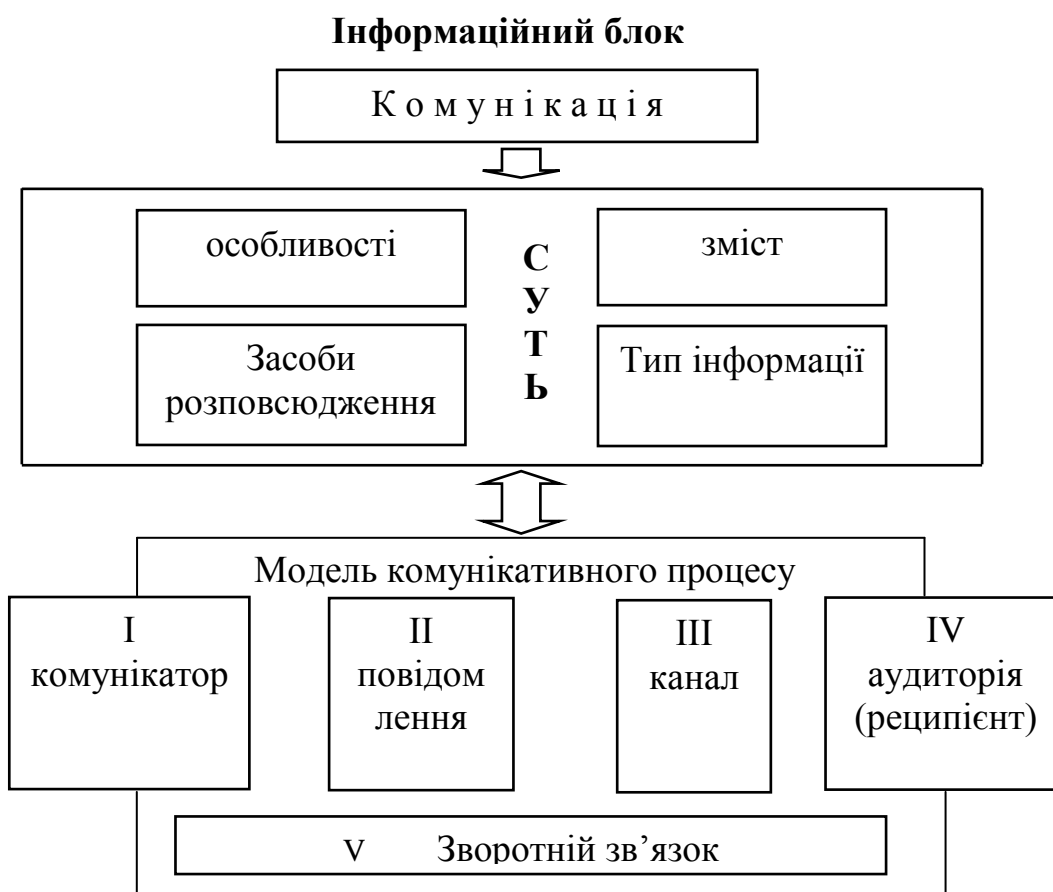 Інформаційний блок
К о м у н і к а ц і я
особливості
зміст
С
У
Т
Ь
Засоби
розповсюдження
Тип інформації
Модель комунікативного процесу
I
комунікатор
II
повідом
лення
III
канал
IV
аудиторія
(реципієнт)
V Зворотній зв’язок